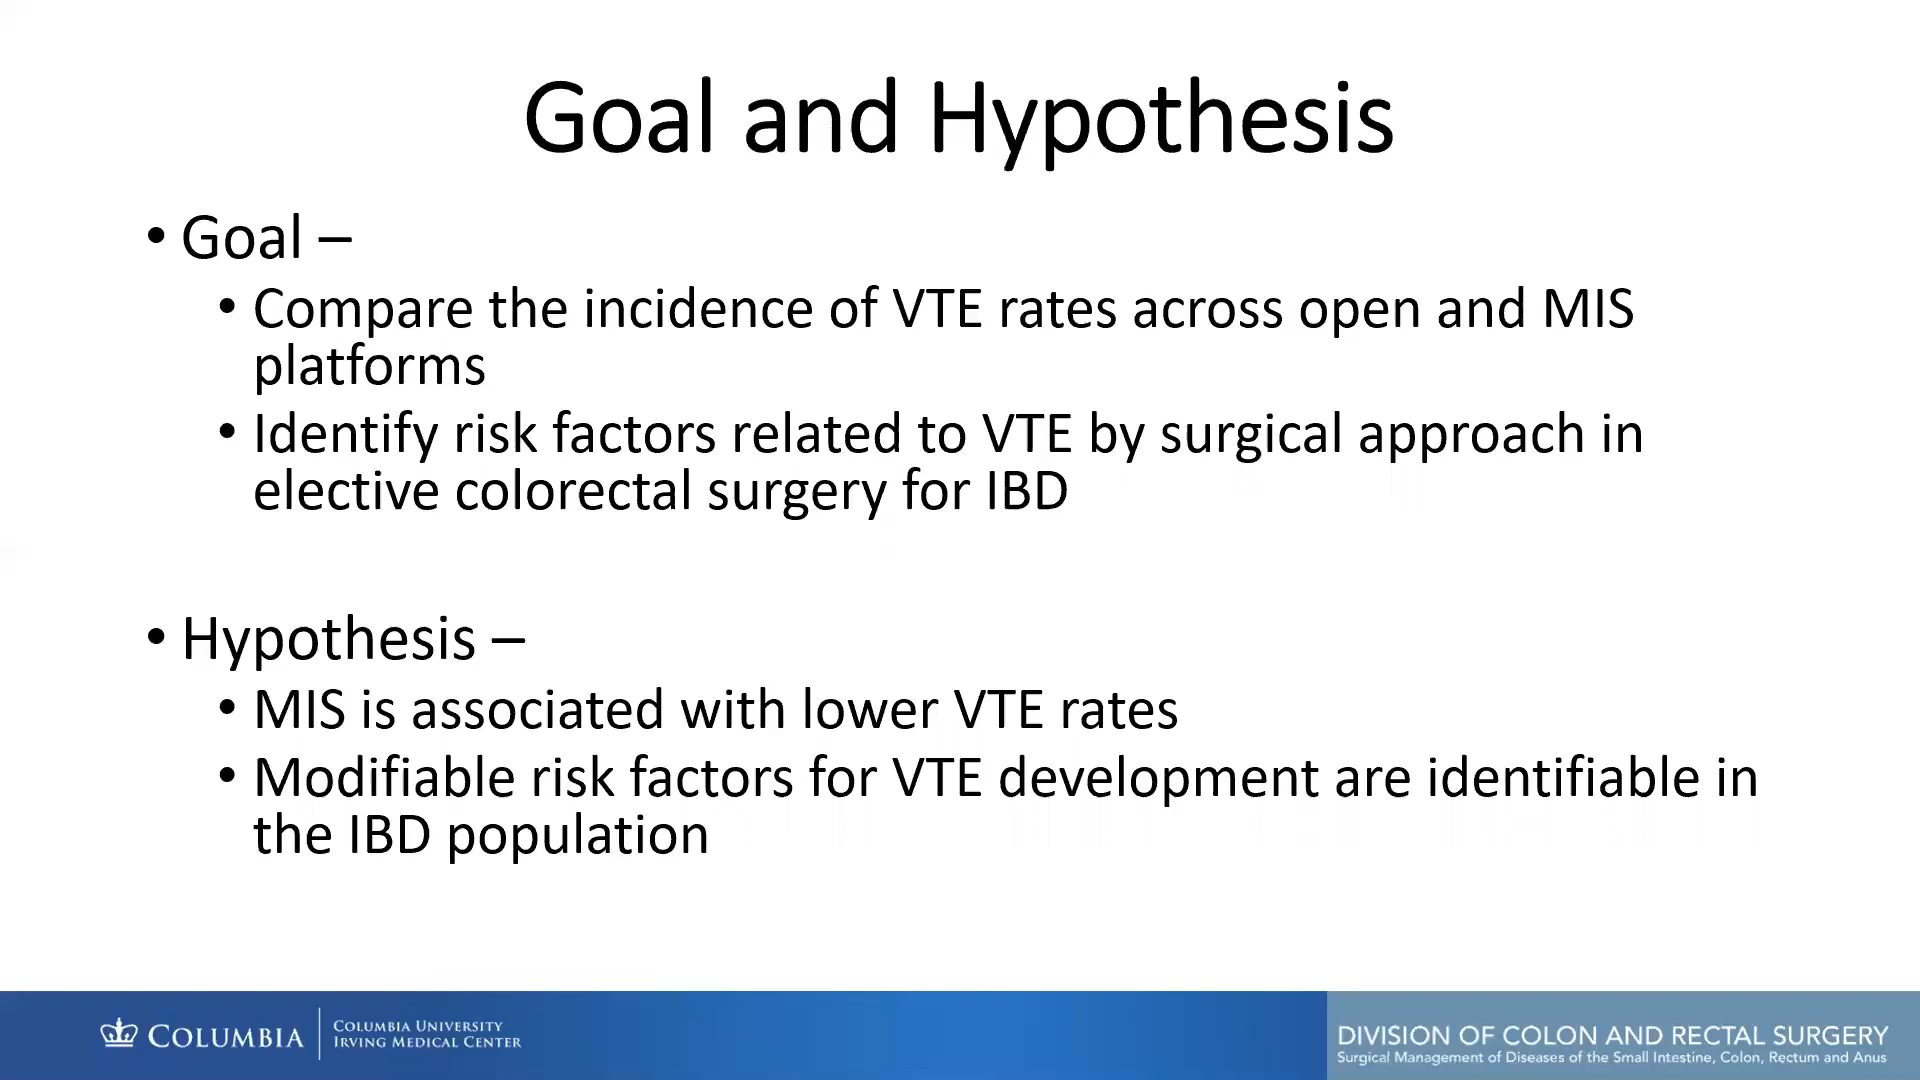 Goal and Hypothesis
• Goal –
• Compare the incidence of VTE rates across open and MIS
platforms
• Identify risk factors related to VTE by surgical approach in
elective colorectal surgery for IBD
• Hypothesis –
• MIS is associated with lower VTE rates
• Modifiable risk factors for VTE development are identifiable in
the IBD population
COLUMBIA
COLUMBIA UNIVERSITY
IRVING MEDICAL CENTER
DIVISION OF COLON AND RECTAL SURGERY
Surgical Management of Diseases of the Small Intestine, Colon, Rectum and Anus